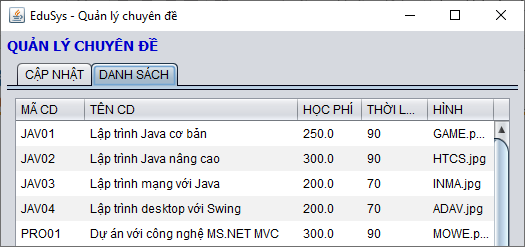 EduSys - Quản lý chuyên đề
QUẢN LÝ CHUYÊN ĐỀ
CẬP NHẬT DANH SÁCH
MÃ CD TÊN CD HỌC PHÍ THỜI L... HÌNH
JAV01 Lập trình Java cơ bản 250.0 90 GAME.p...
JAV02 Lập trình Java nâng cao 300.0 90 HTCS.jpg
JAV03 Lập trình mạng với Java 200.0 70 INMA.jpg
JAV04 Lập trình desktop với Swing 200.0 70 ADAV.jpg
PRO01 Dự án với công nghệ MS.NET MVC 300.0 90 MOWE.p...